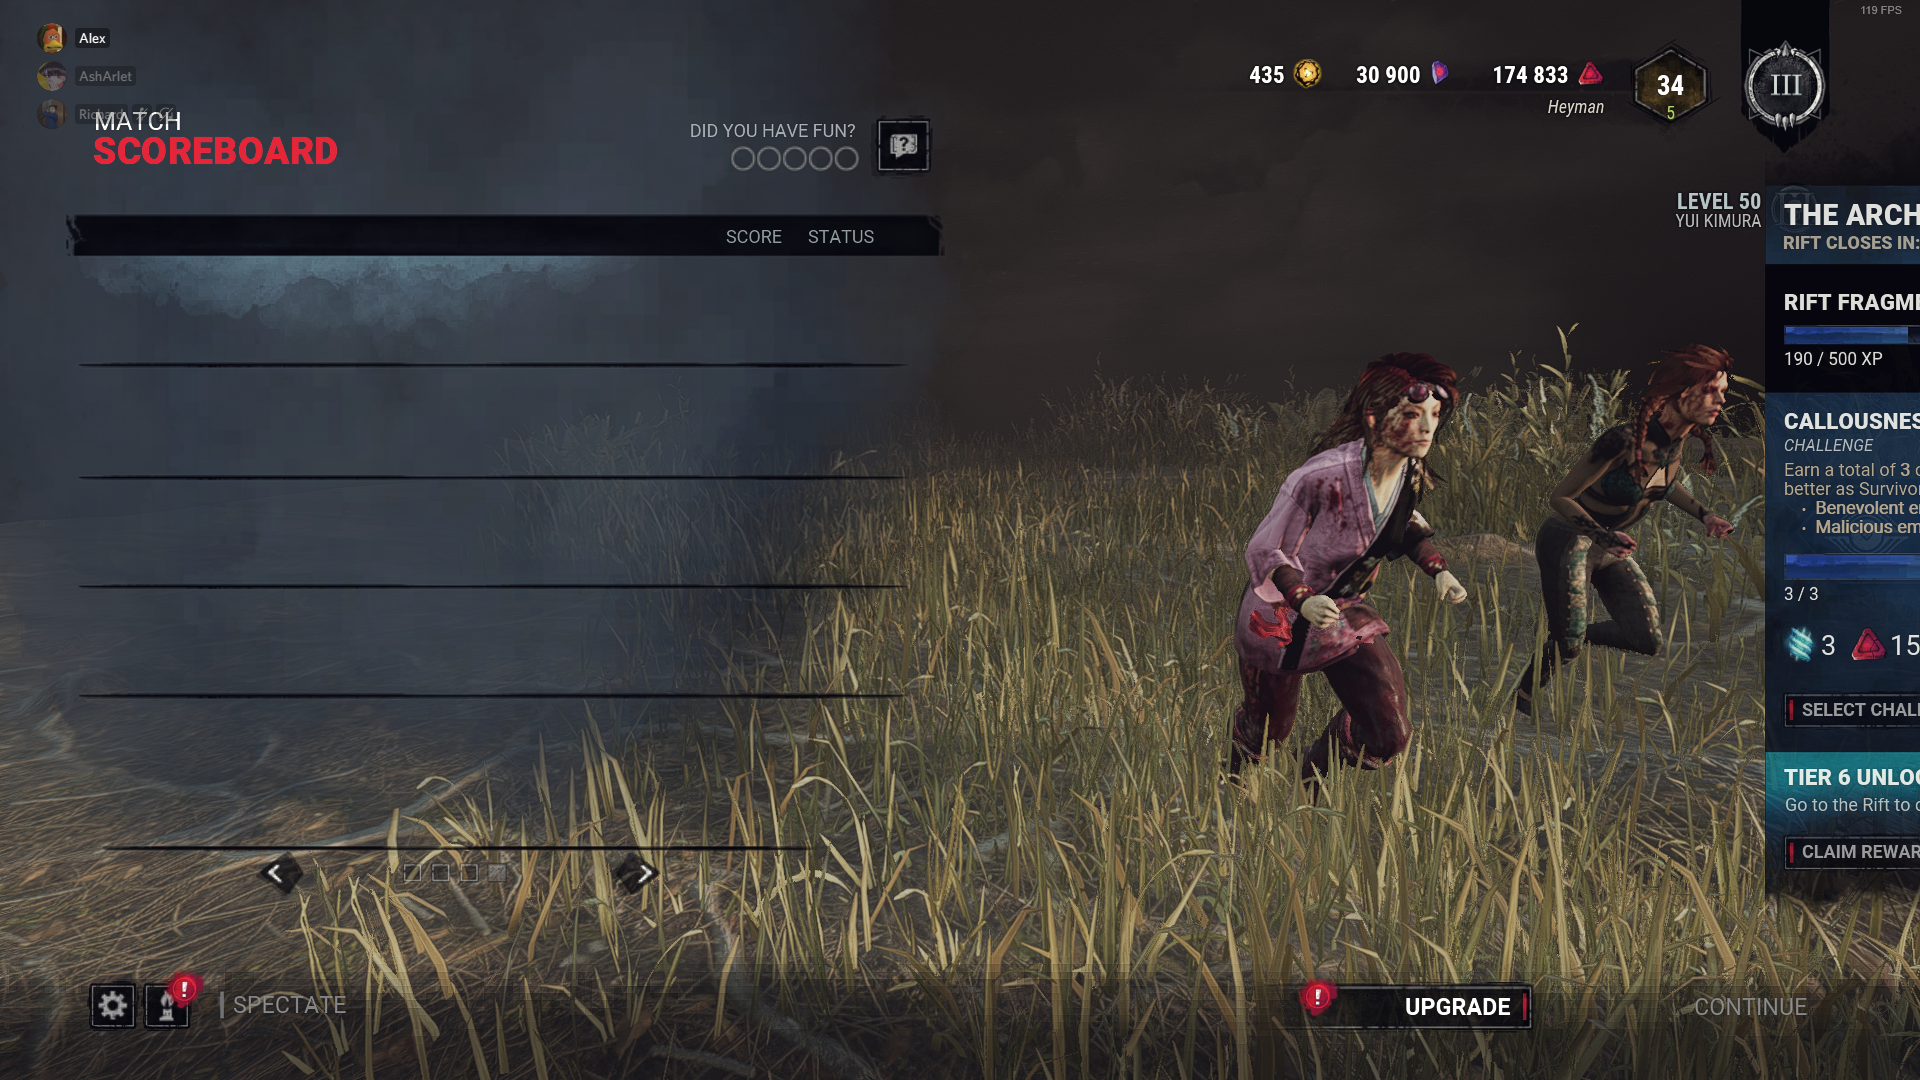 119 FPS
Alex
AshArlet
MATCH
SCOREBOARD
DID YOU HAVE FUN?
435
30 900
174 833
Heyman
34
5
III
LEVEL 50
YUI KIMURA
SCORE STATUS
THE ARCH
RIFT CLOSES IN:
RIFT FRAGME
190 / 500 XP
CALLOUSNES
CHALLENGE
Earn a total of 3
better as Survivo
• Benevolent e
• Malicious em
3 / 3
3 15
SELECT CHAL
TIER 6 UNLO
Go to the Rift to
CLAIM REWAR
SPECTATE
UPGRADE
CONTINUE